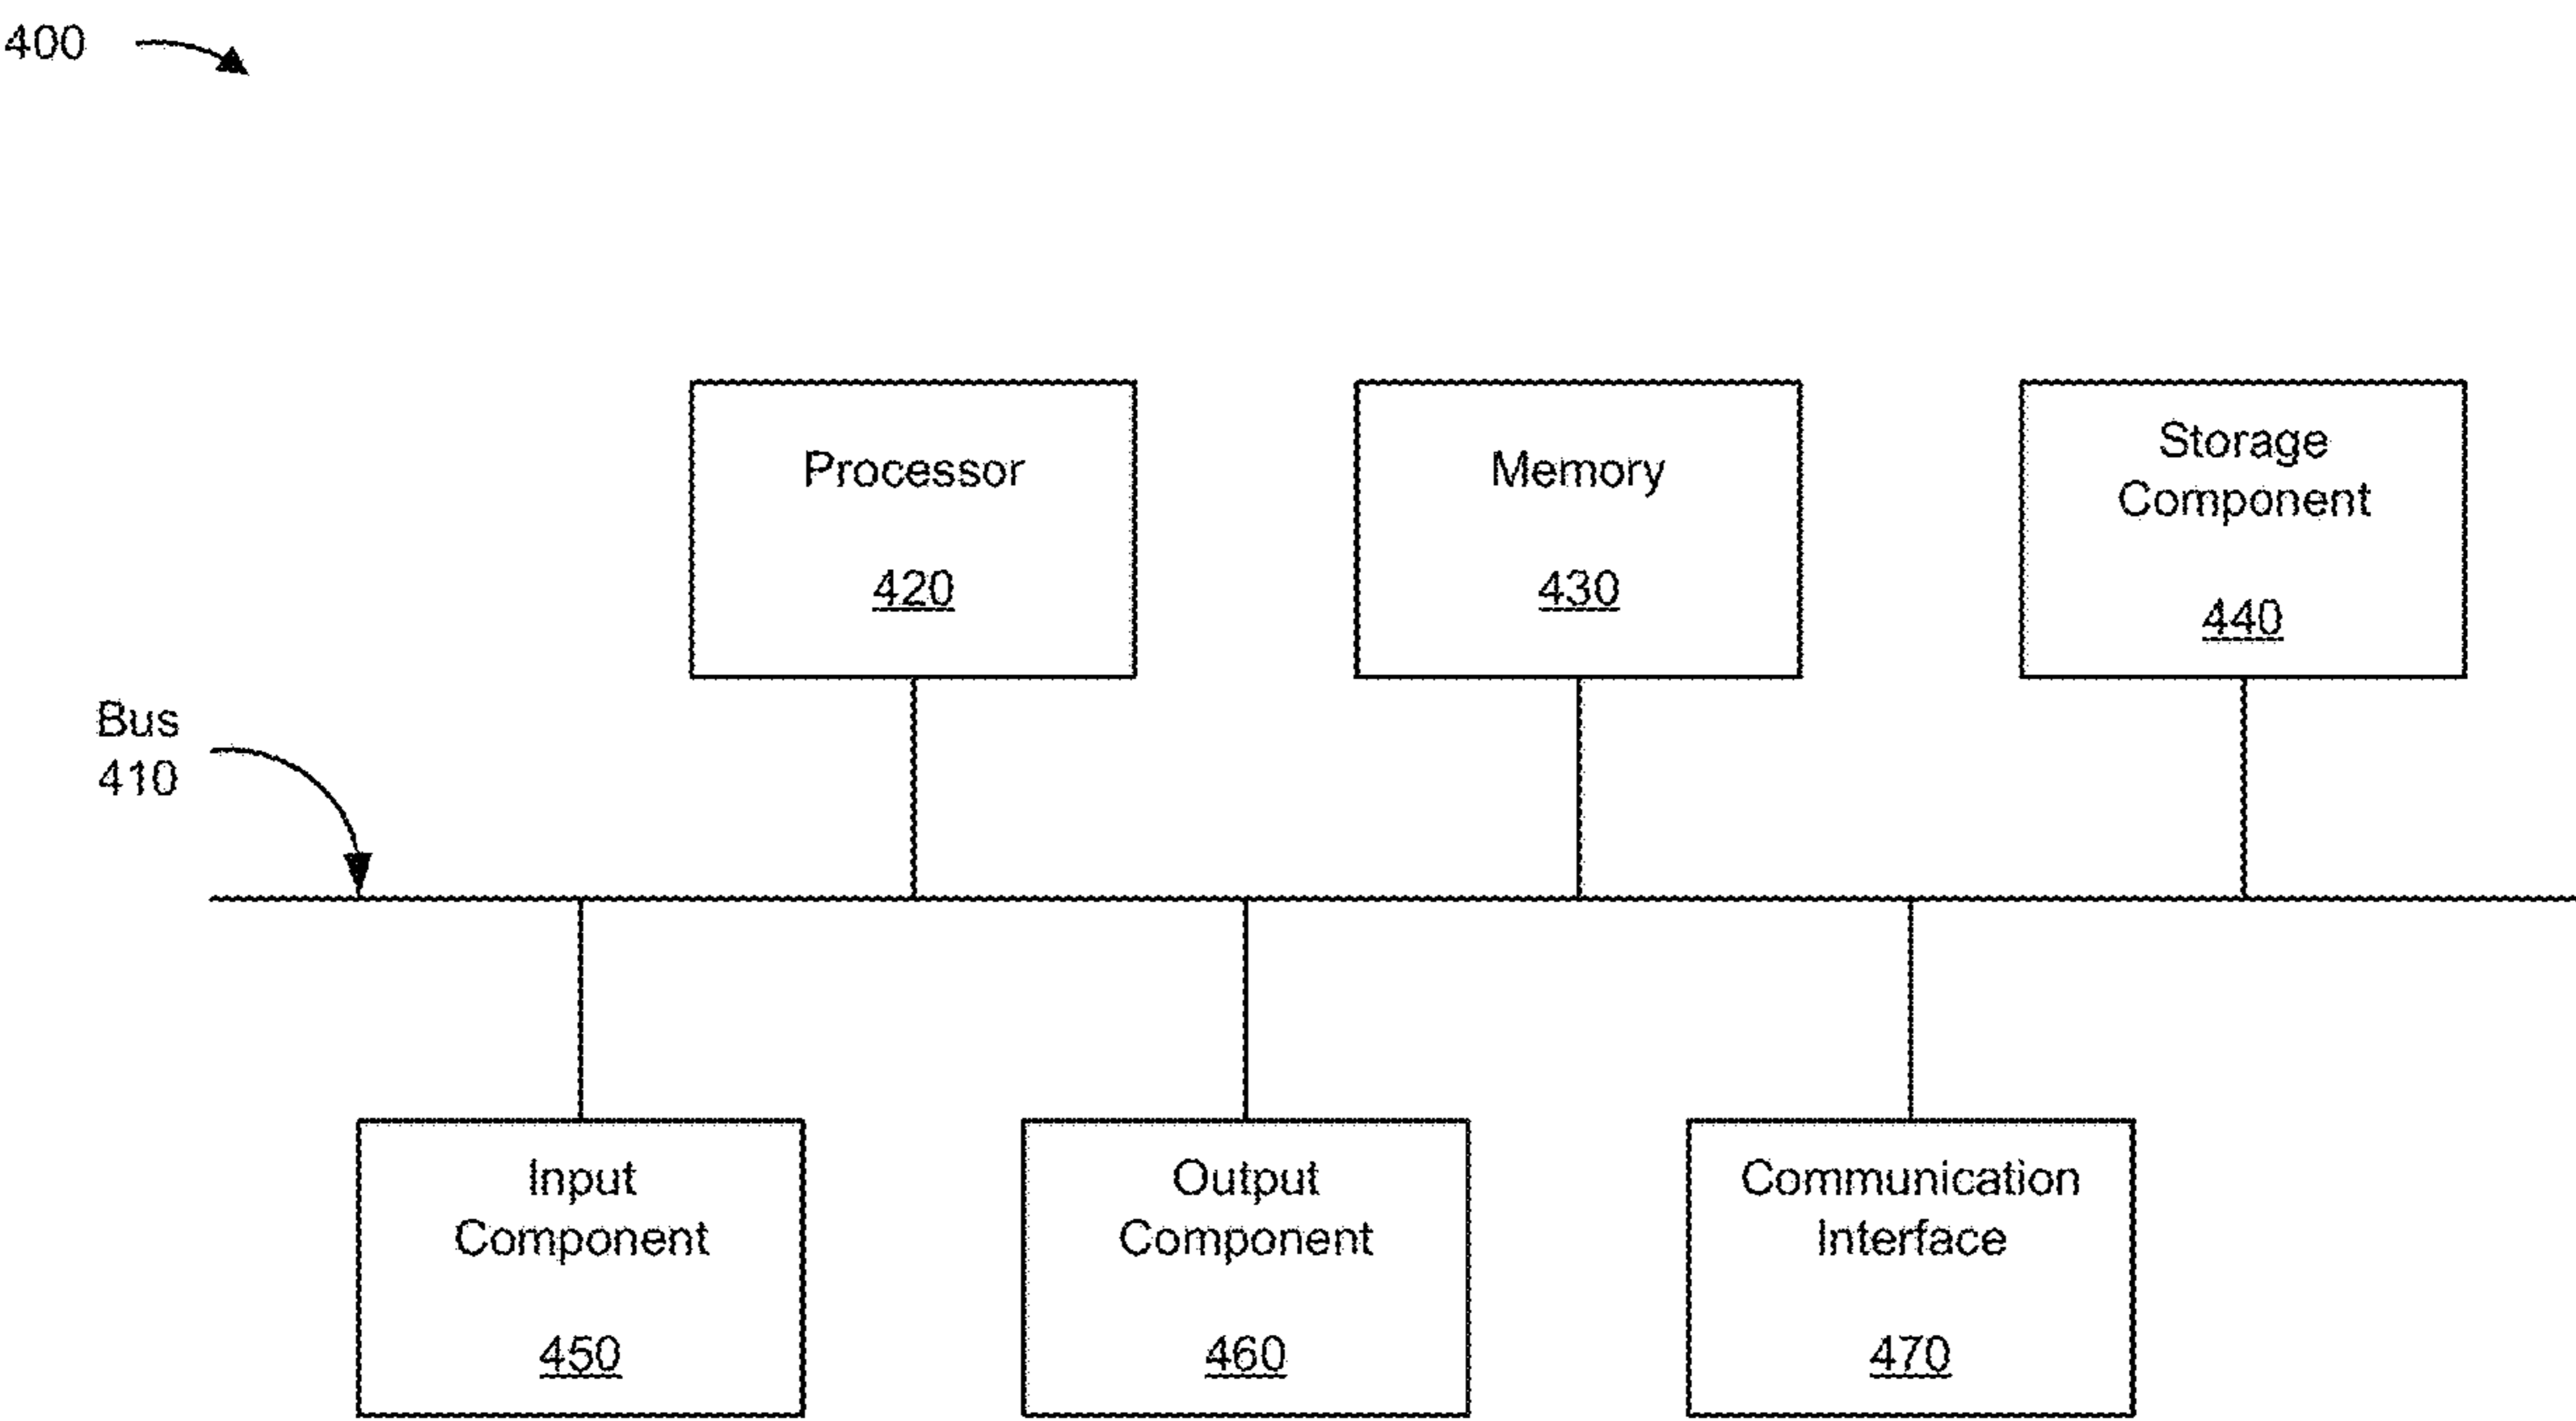 400
Processor
420
Memory
430
Storage
Component
440
Bus
410
Input
Component
450
Output
Component
460
Communication
Interface
470